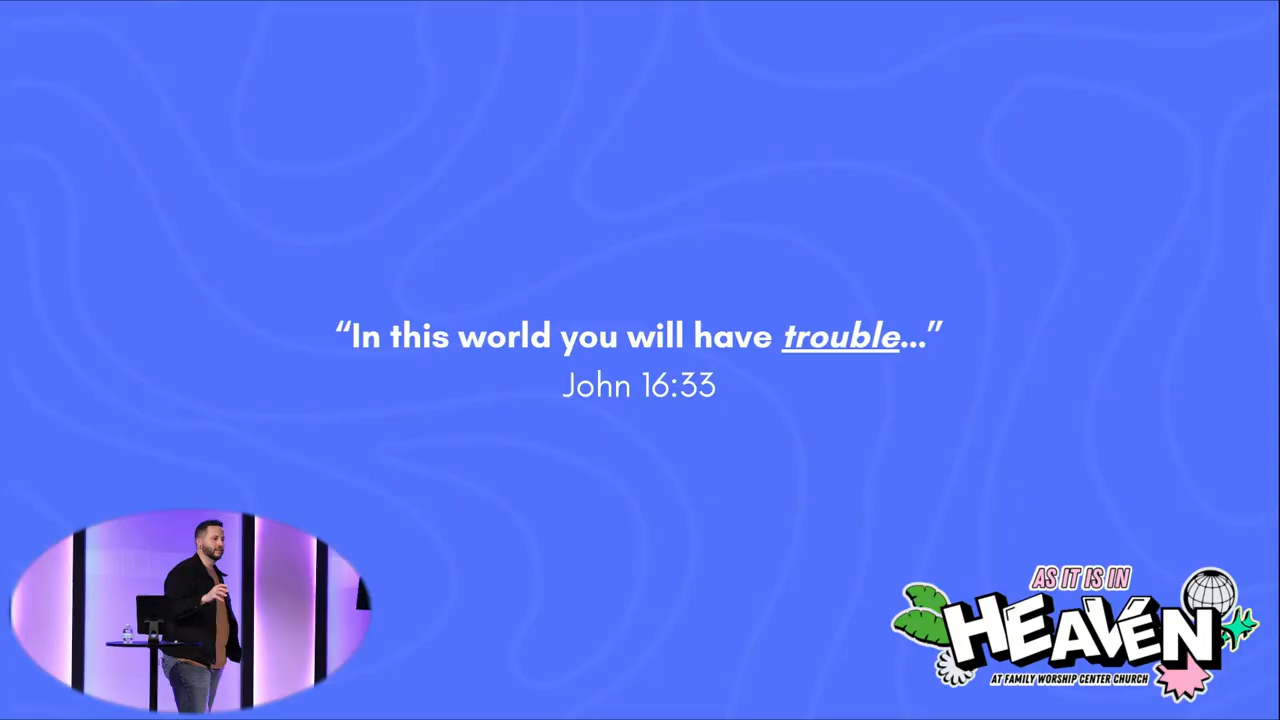 “In this world you will have trouble...”
John 16:33
AS IT IS IN
HEAVEN
AT FAMILY WORSHIP CENTER CHURCH